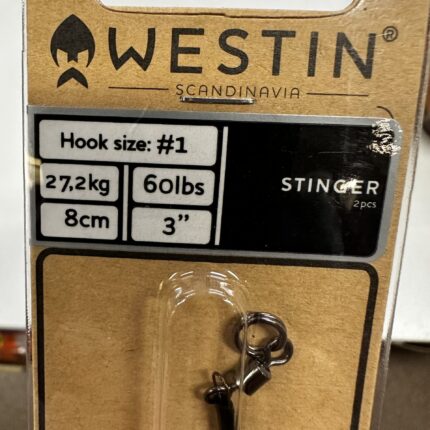 WESTIN®
SCANDINAVIA
Hook size: #1
27,2kg 60lbs
8cm 3”
STINGER
2pcs